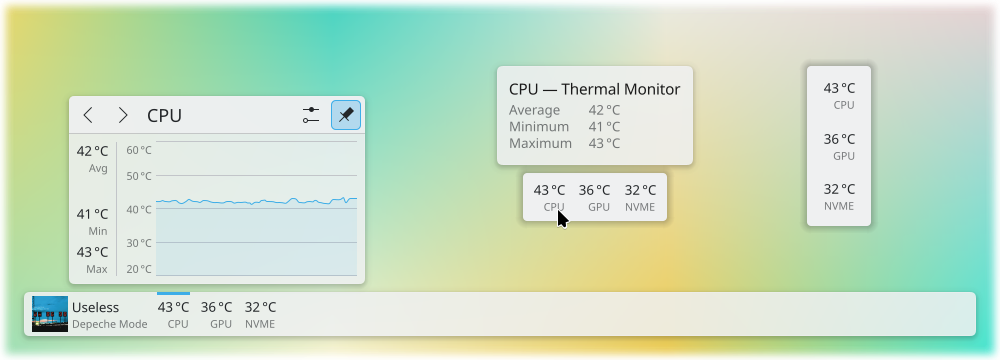 CPU
42 °C
Avg
41 °C
Min
43 °C
Max
60 °C
50 °C
40 °C
30 °C
20 °C
CPU — Thermal Monitor
Average 42 °C
Minimum 41 °C
Maximum 43 °C
43 °C 36 °C 32 °C
CPU GPU NVME
43 °C
CPU
36 °C
GPU
32 °C
NVME
Useless
Depeche Mode
43 °C 36 °C 32 °C
CPU GPU NVME